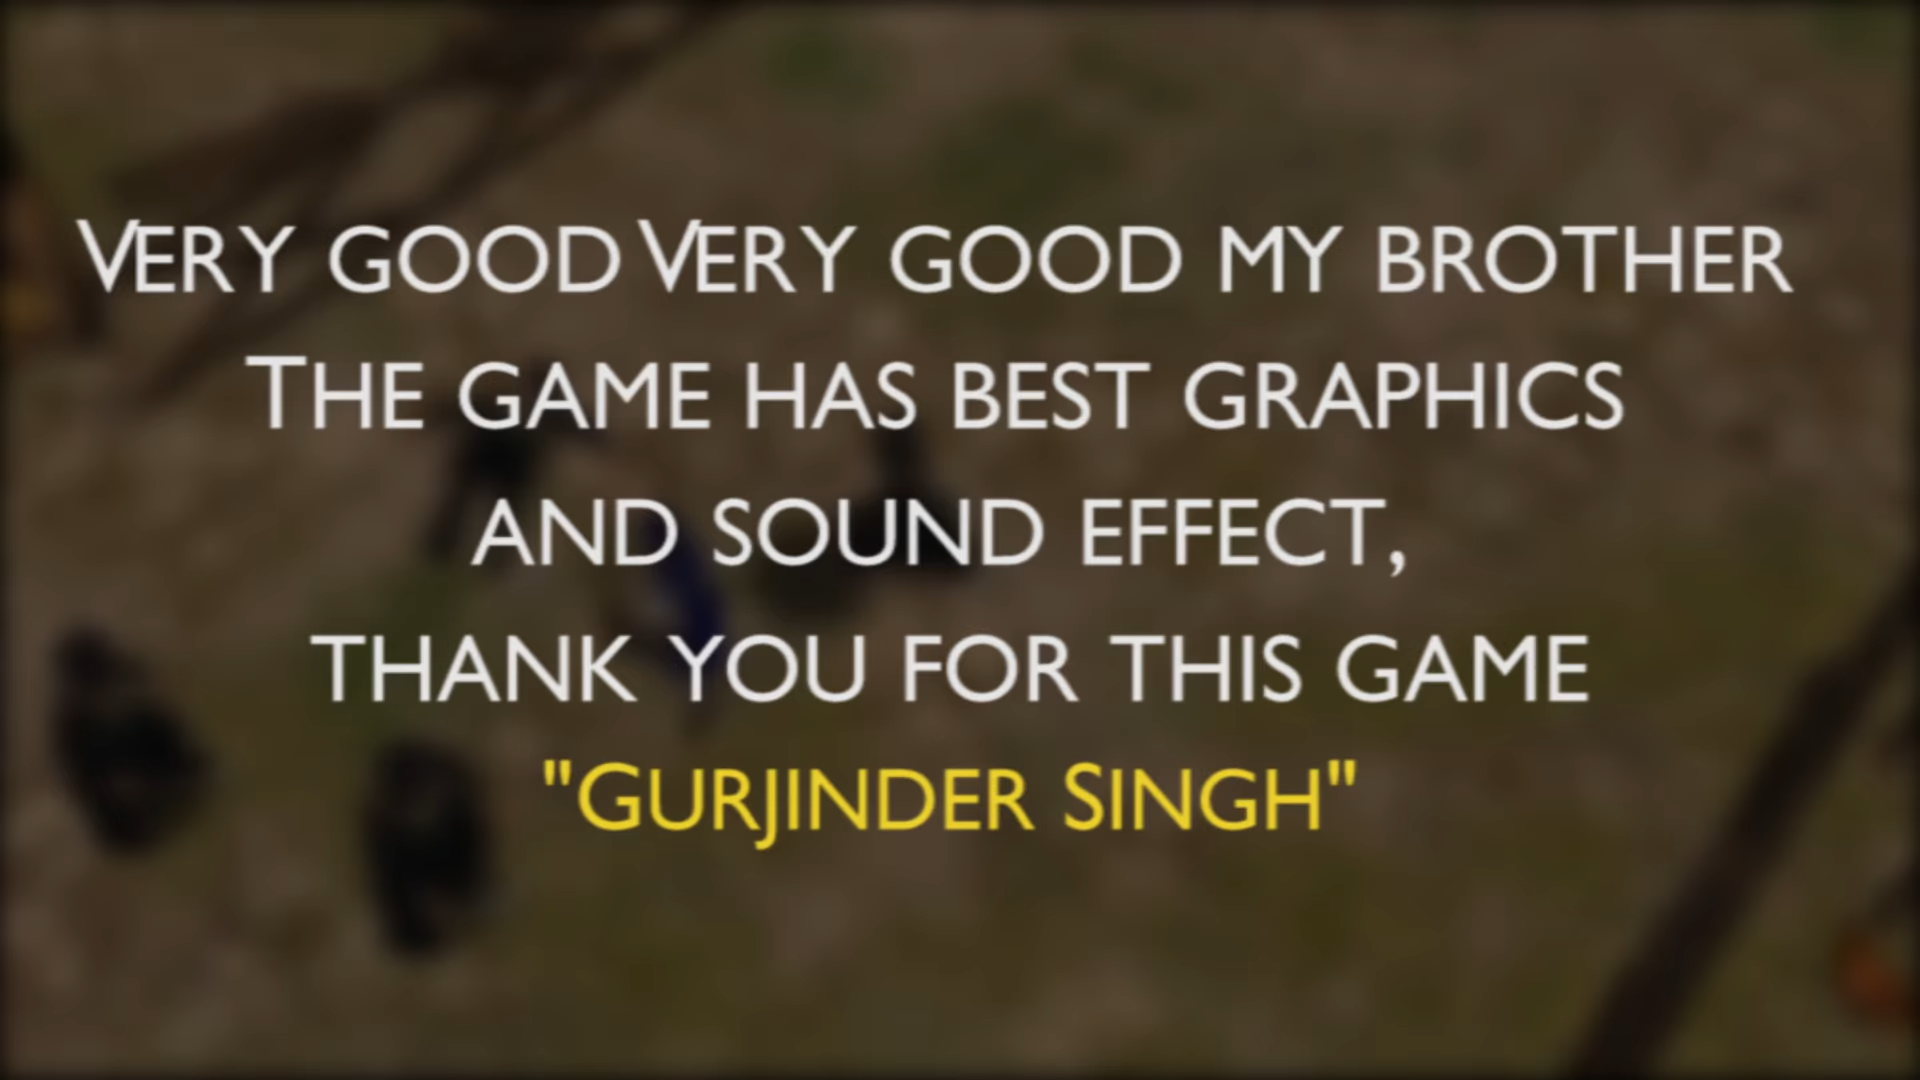 Very good Very good my brother
The game has best graphics
and sound effect,
thank you for this game
"Gurjinder Singh"